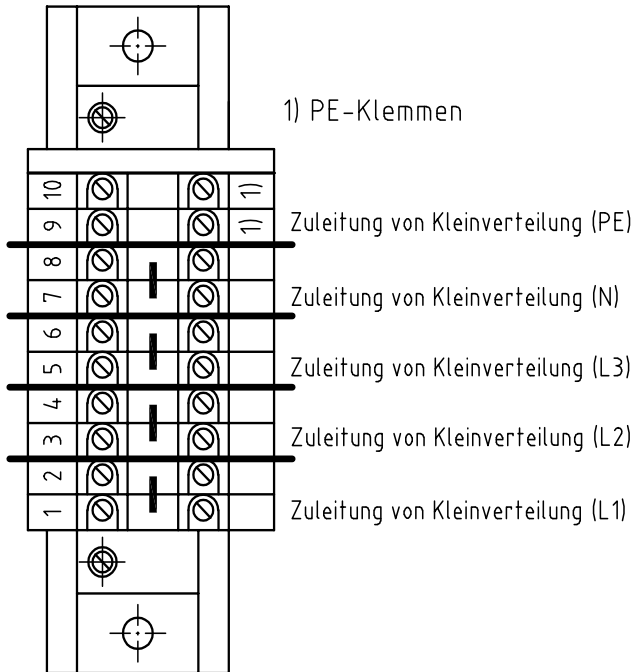 1) PE-Klemmen
10 1)
9 1) Zuleitung von Kleinverteilung (PE)
8
7 Zuleitung von Kleinverteilung (N)
6
5 Zuleitung von Kleinverteilung (L3)
4
3 Zuleitung von Kleinverteilung (L2)
2
1 Zuleitung von Kleinverteilung (L1)